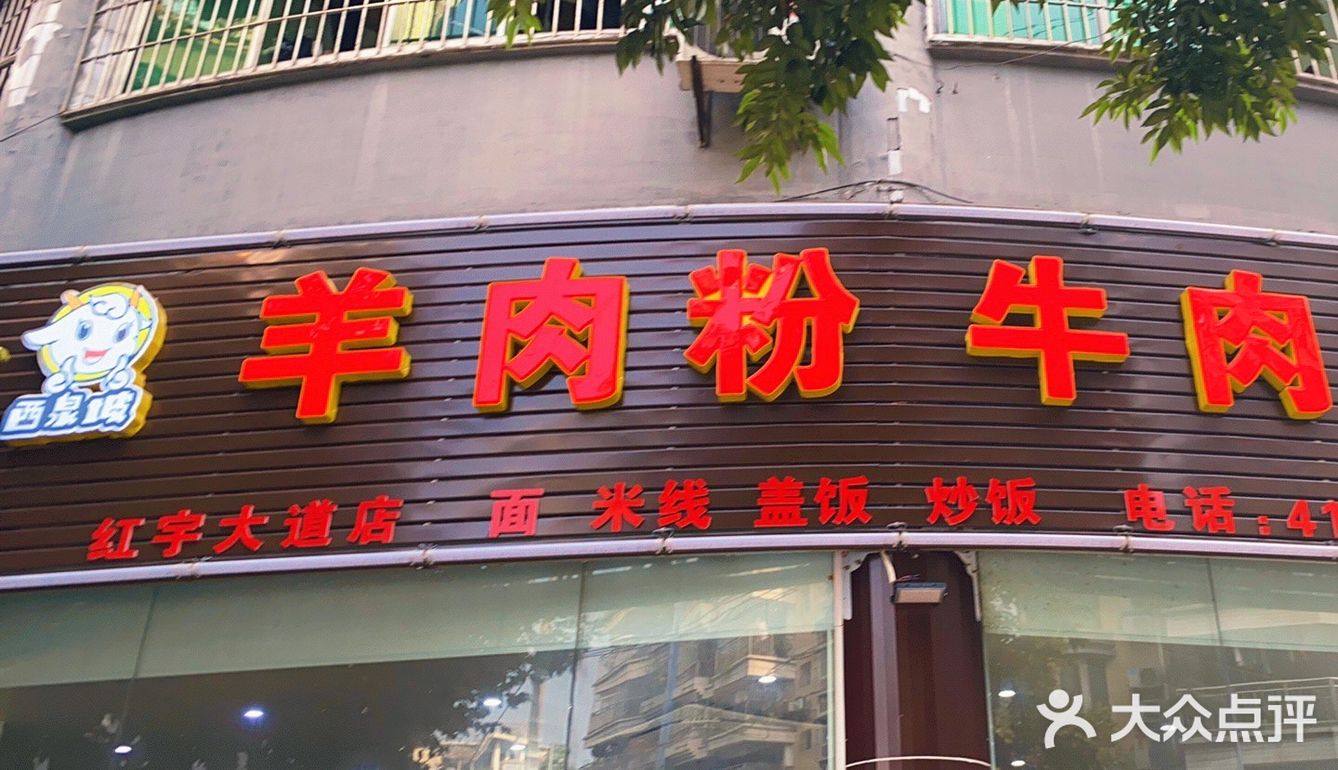 羊肉粉 牛肉
西泉
红宇大道店 面 米线 盖饭 炒饭 电话:41
大众点评